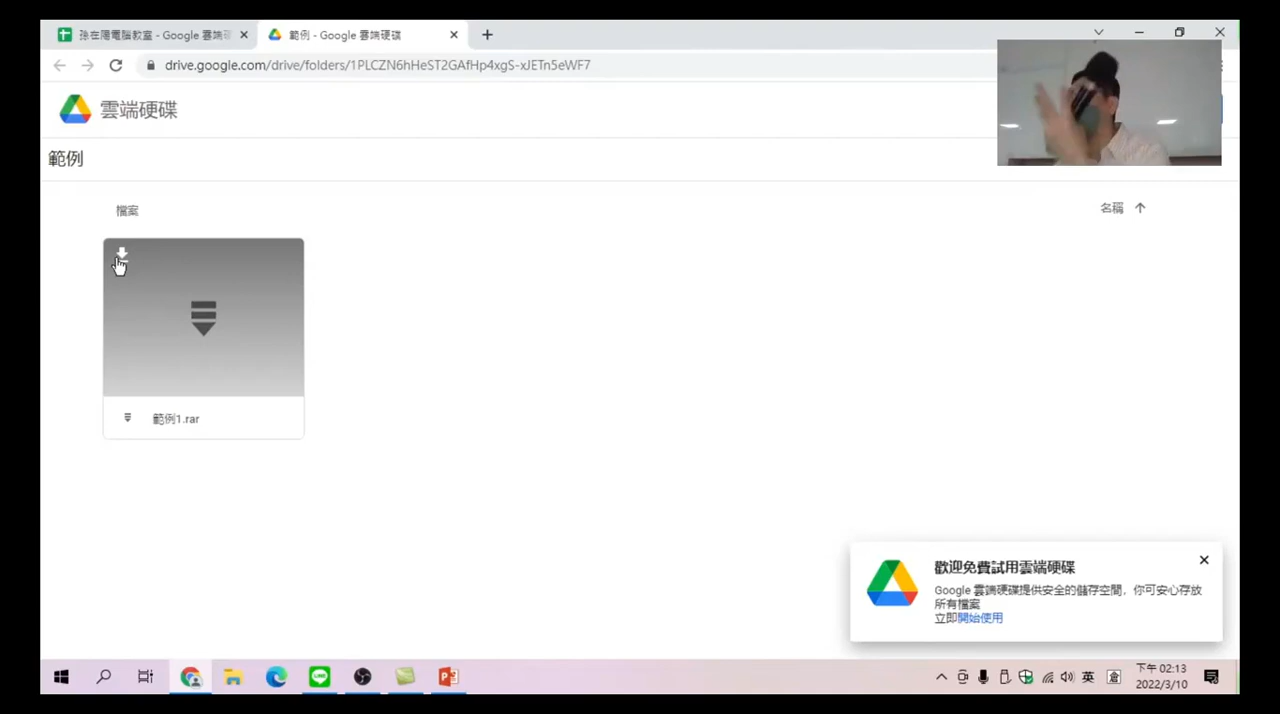 孫在陽電腦教室 - Google 雲端硬
範例 - Google 雲端硬碟
drive.google.com/drive/folders/1PLCZN6hHeST2GAfHp4xgS-xJETn5eWF7
雲端硬碟
範例
檔案
名稱
範例1.rar
歡迎免費試用雲端硬碟
Google 雲端硬碟提供安全的儲存空間，你可安心存放
所有檔案
立即開始使用
英
倉
下午 02:13
2022/3/10